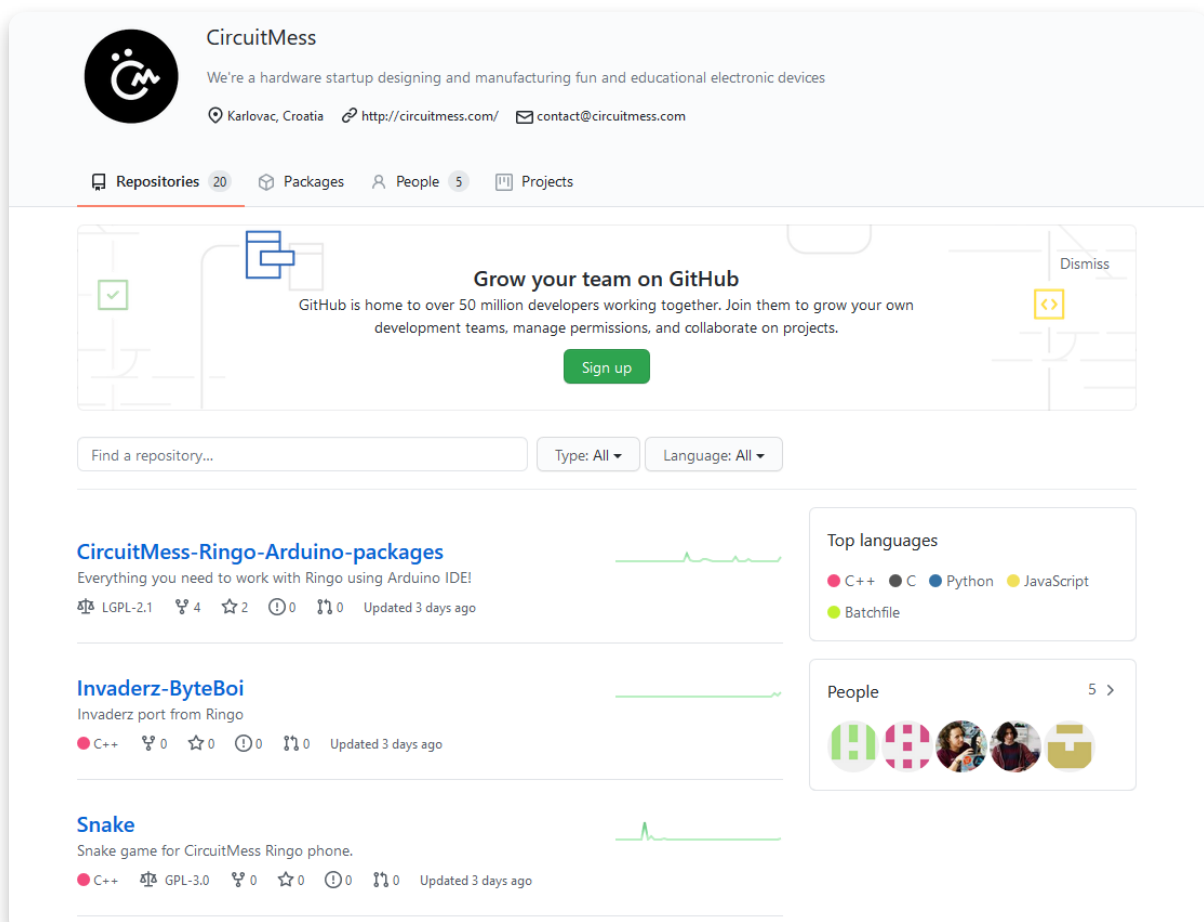 CircuitMess
We're a hardware startup designing and manufacturing fun and educational electronic devices
Karlovac, Croatia http://circuitmess.com/ contact@circuitmess.com
Repositories 20 Packages People 5 Projects
Dismiss
Grow your team on GitHub
GitHub is home to over 50 million developers working together. Join them to grow your own
development teams, manage permissions, and collaborate on projects.
Sign up
Find a repository... Type: All Language: All
CircuitMess-Ringo-Arduino-packages
Everything you need to work with Ringo using Arduino IDE!
LGPL-2.1 4 2 0 0 Updated 3 days ago
Invaderz-ByteBoi
Invaderz port from Ringo
C++ 0 0 0 0 Updated 3 days ago
Snake
Snake game for CircuitMess Ringo phone.
C++ GPL-3.0 0 0 0 0 Updated 3 days ago
Top languages
C++ C Python JavaScript
Batchfile
People 5